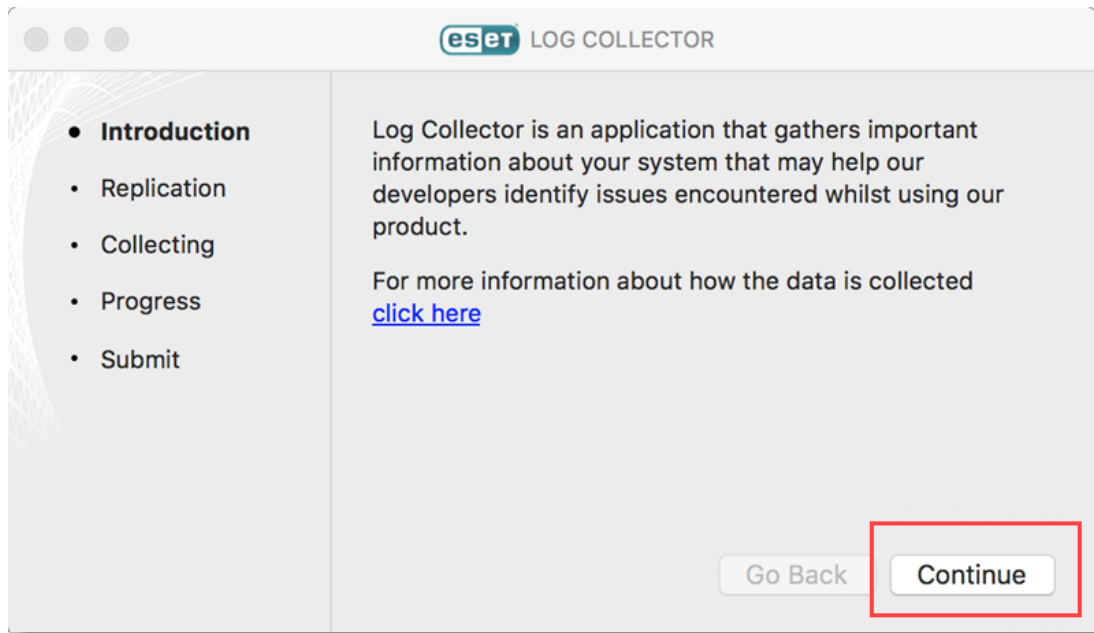 eset LOG COLLECTOR
Introduction
Replication
Collecting
Progress
Submit
Log Collector is an application that gathers important
information about your system that may help our
developers identify issues encountered whilst using our
product.
For more information about how the data is collected
click here
Go Back
Continue